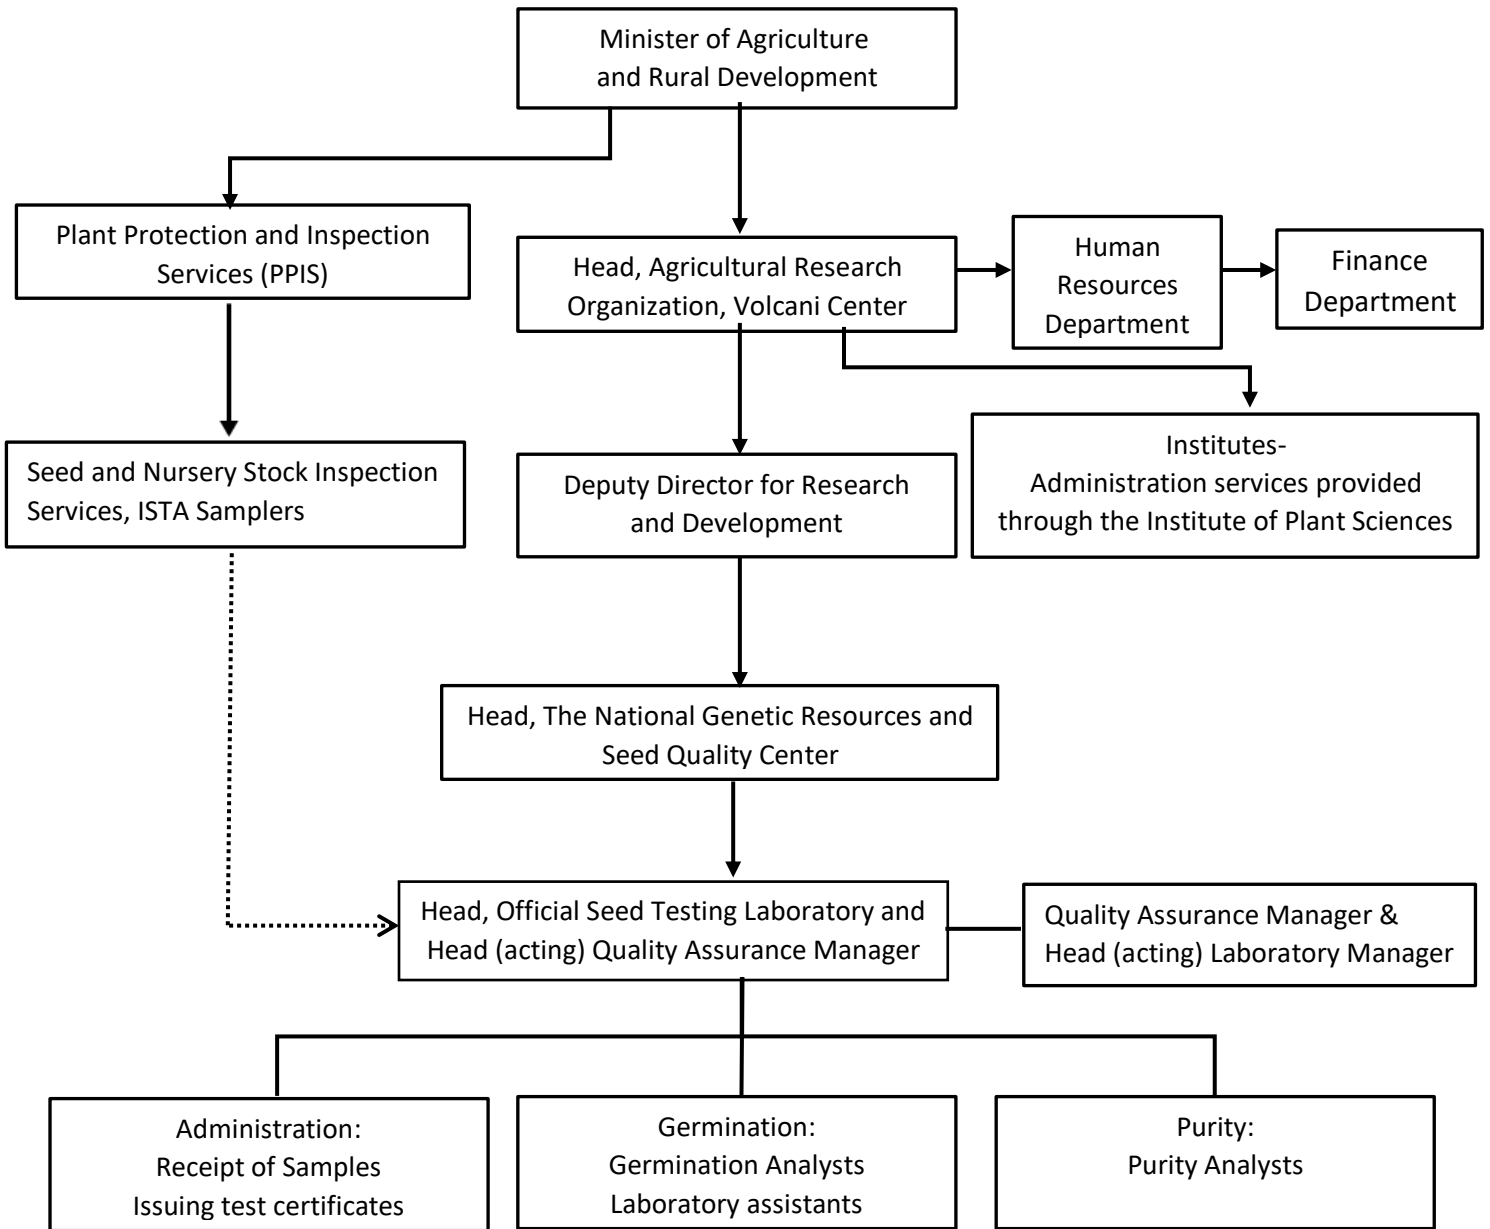 Minister of Agriculture
and Rural Development
Plant Protection and Inspection
Services (PPIS)
Head, Agricultural Research
Organization, Volcani Center
Human
Resources
Department
Finance
Department
Seed and Nursery Stock Inspection
Services, ISTA Samplers
Deputy Director for Research
and Development
Institutes-
Administration services provided
through the Institute of Plant Sciences
Head, The National Genetic Resources and
Seed Quality Center
Head, Official Seed Testing Laboratory and
Head (acting) Quality Assurance Manager
Quality Assurance Manager &
Head (acting) Laboratory Manager
Administration:
Receipt of Samples
Issuing test certificates
Germination:
Germination Analysts
Laboratory assistants
Purity:
Purity Analysts